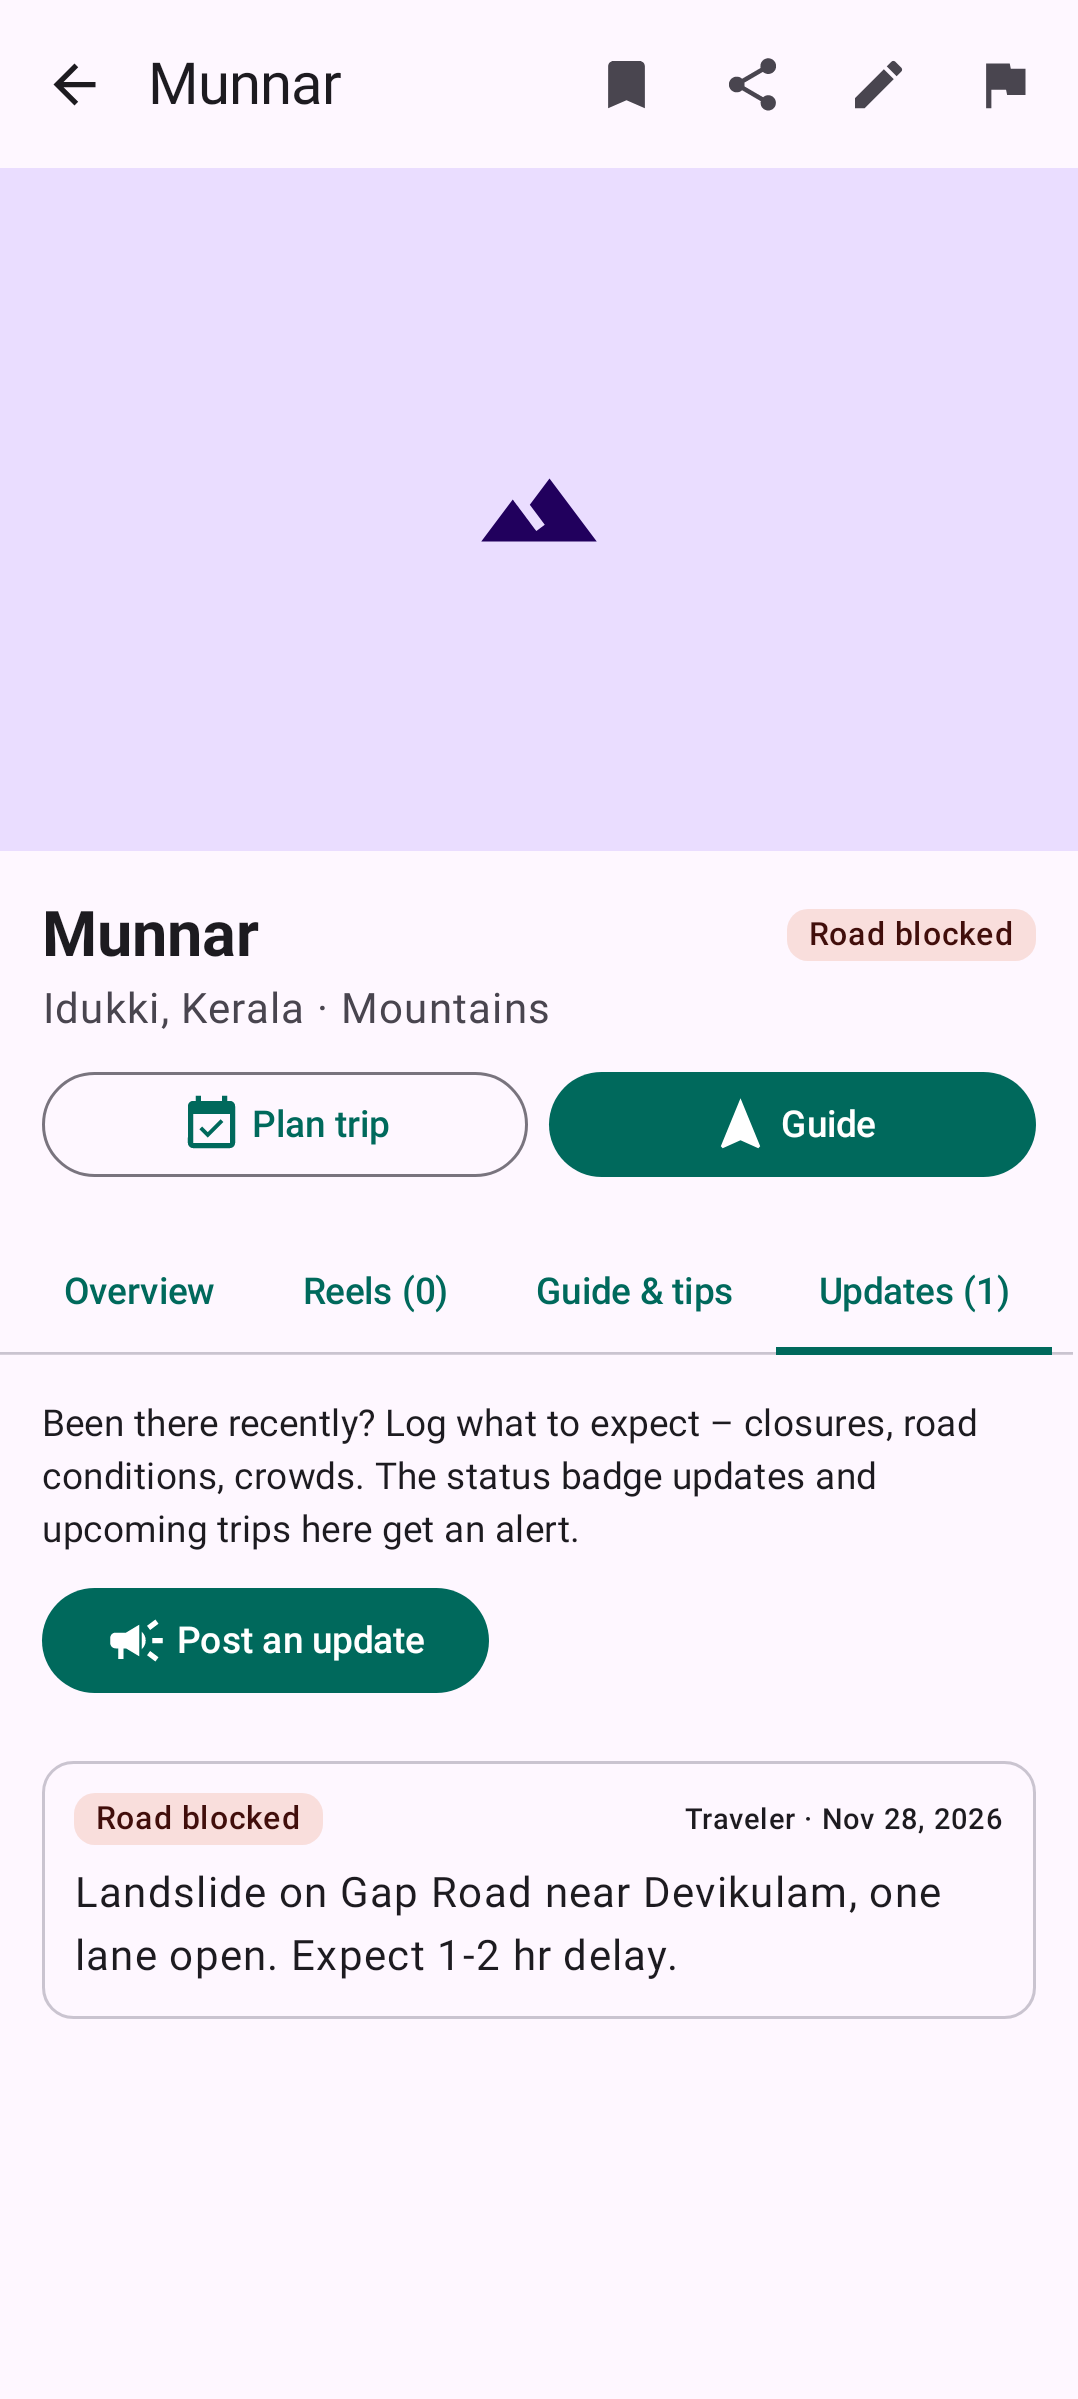 Munnar
Munnar
Road blocked
Idukki, Kerala · Mountains
Plan trip
Guide
Overview
Reels (0)
Guide & tips
Updates (1)
Been there recently? Log what to expect – closures, road
conditions, crowds. The status badge updates and
upcoming trips here get an alert.
Post an update
Road blocked
Traveler · Nov 28, 2026
Landslide on Gap Road near Devikulam, one
lane open. Expect 1-2 hr delay.